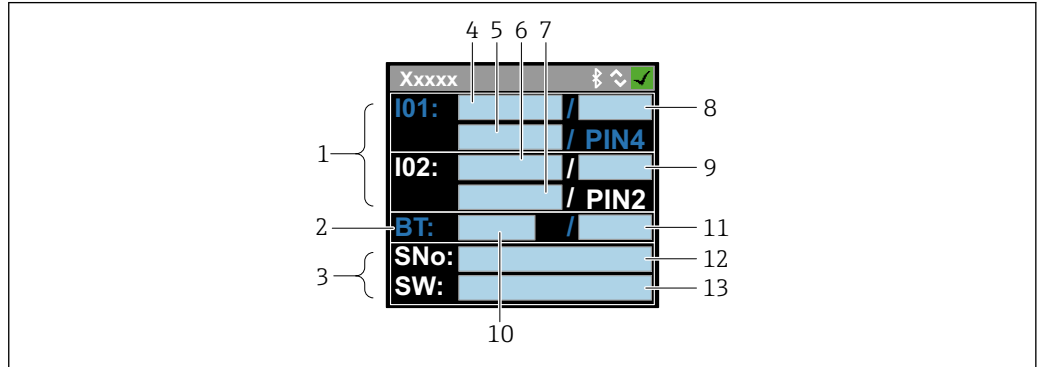 4 5 6 7
Xxxxx
I01: / 8
1 / PIN4
I02: / 9
/ PIN2
2 BT: / 11
SNo: 12
3 SW: 13
10